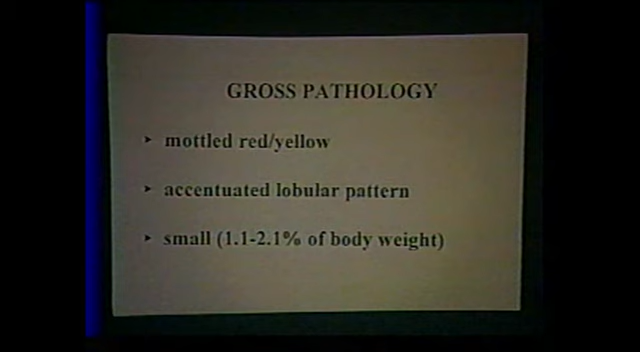 GROSS PATHOLOGY
➤ mottled red/yellow
➤ accentuated lobular pattern
➤ small (1.1-2.1% of body weight)